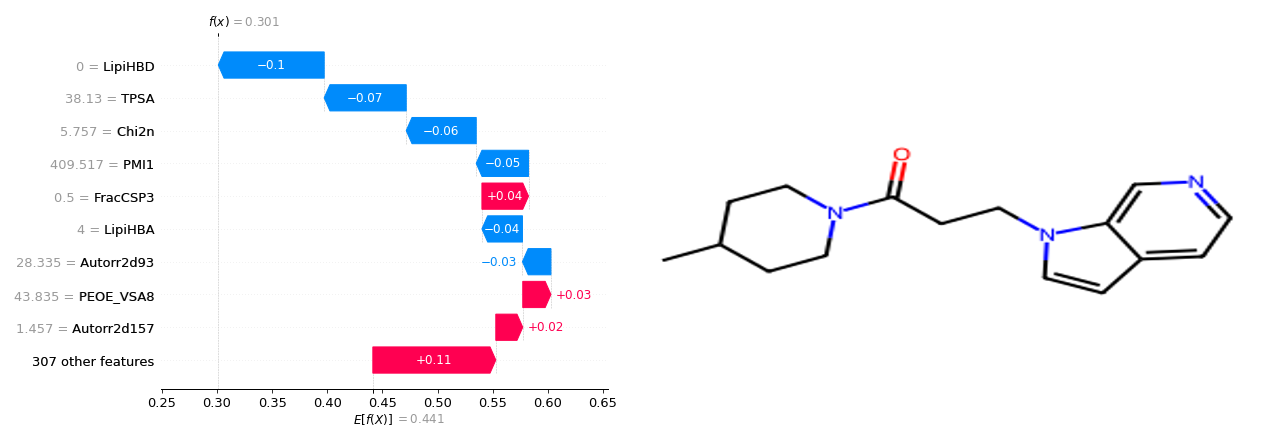 f(x) = 0.301
0 = LipiHBD −0.1
38.13 = TPSA −0.07
5.757 = Chi2n −0.06
409.517 = PMI1 −0.05
0.5 = FracCSP3 +0.04
4 = LipiHBA −0.04
28.335 = Autorr2d93 −0.03
43.835 = PEOE_VSA8 +0.03
1.457 = Autorr2d157 +0.02
307 other features +0.11
0.25 0.30 0.35 0.40 0.45 0.50 0.55 0.60 0.65
E[f(X)] = 0.441
O
N
N
N